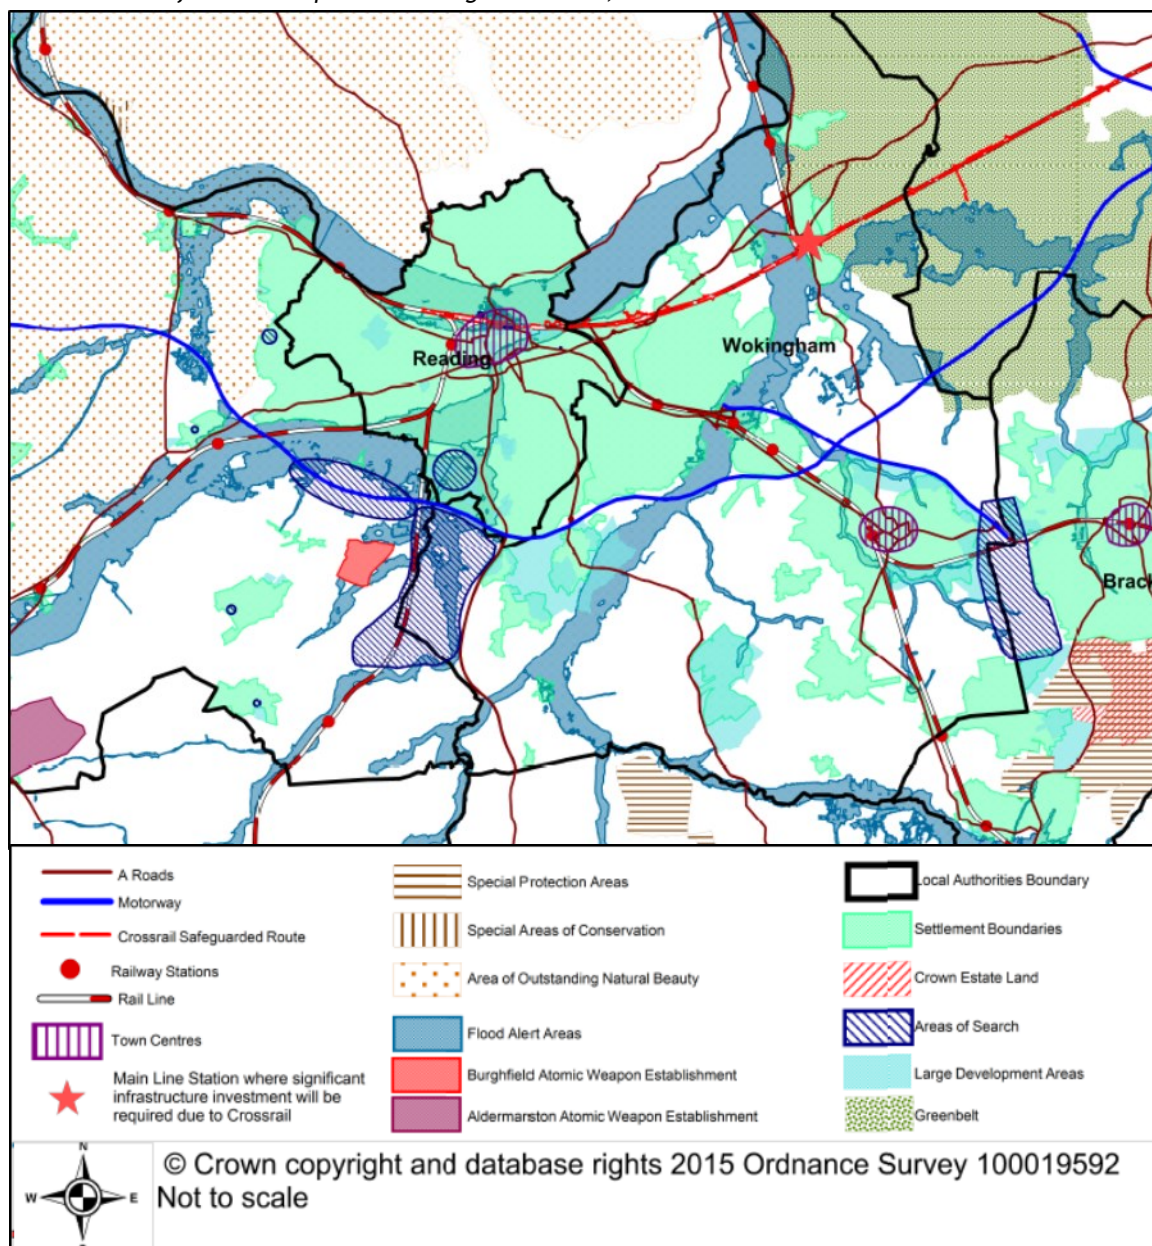 Reading
Wokingham
Brack
A Roads
Motorway
Crossrail Safeguarded Route
Railway Stations
Rail Line
Town Centres
Main Line Station where significant
infrastructure investment will be
required due to Crossrail
Special Protection Areas
Special Areas of Conservation
Area of Outstanding Natural Beauty
Flood Alert Areas
Burghfield Atomic Weapon Establishment
Aldermarston Atomic Weapon Establishment
Local Authorities Boundary
Settlement Boundaries
Crown Estate Land
Areas of Search
Large Development Areas
Greenbelt
N
W E
© Crown copyright and database rights 2015 Ordnance Survey 100019592
Not to scale